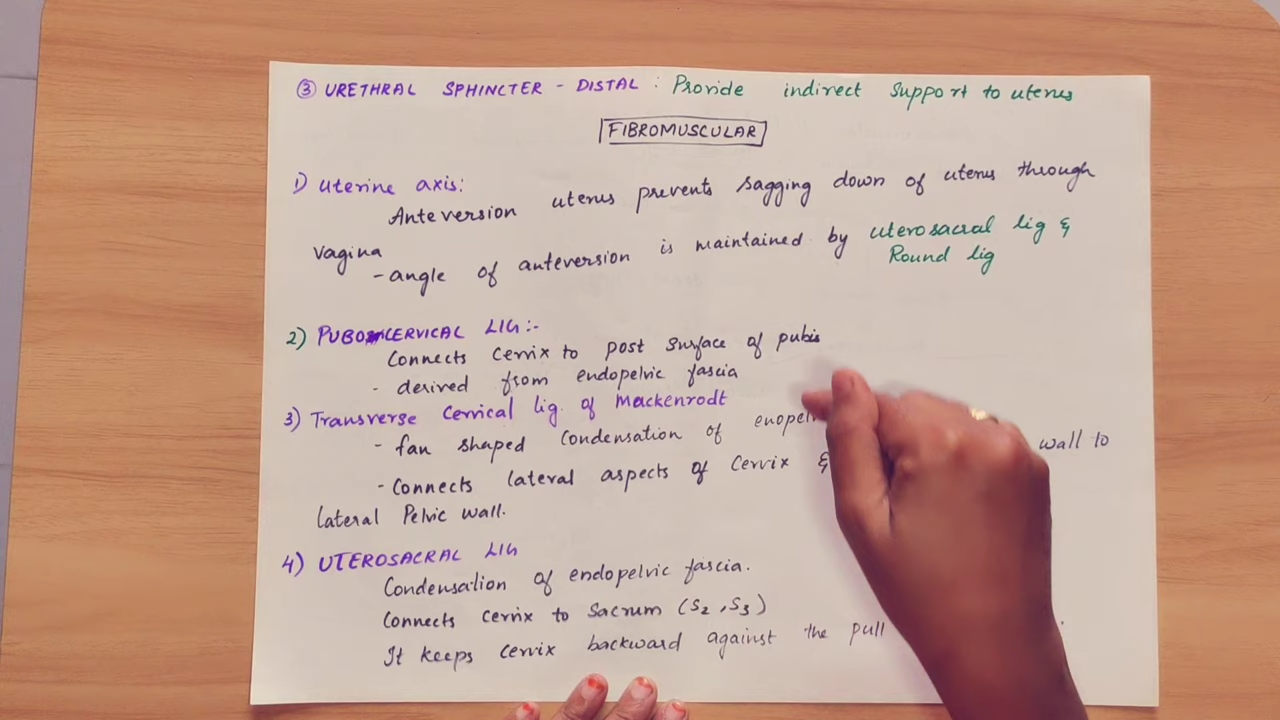 ③ URETHRAL SPHINCTER - DISTAL : Provide indirect support to uterus
FIBROMUSCULAR
1) Uterine axis:
Anteversion uterus prevents sagging down of uterus through
vagina
- angle of anteversion is maintained by uterosacral lig &
Round lig
2) PUBOCERVICAL LIG:-
Connects Cervix to post surface of pubis
- derived from endopelvic fascia
3) Transverse Cervical lig. of Mackenrodt
- fan shaped Condensation of
- Connects lateral aspects of Cervix & wall to
lateral Pelvic wall.
4) UTEROSACRAL LIG
Condensation of endopelvic fascia.
Connects Cervix to Sacrum (S2, S3)
It keeps Cervix backward against the pull